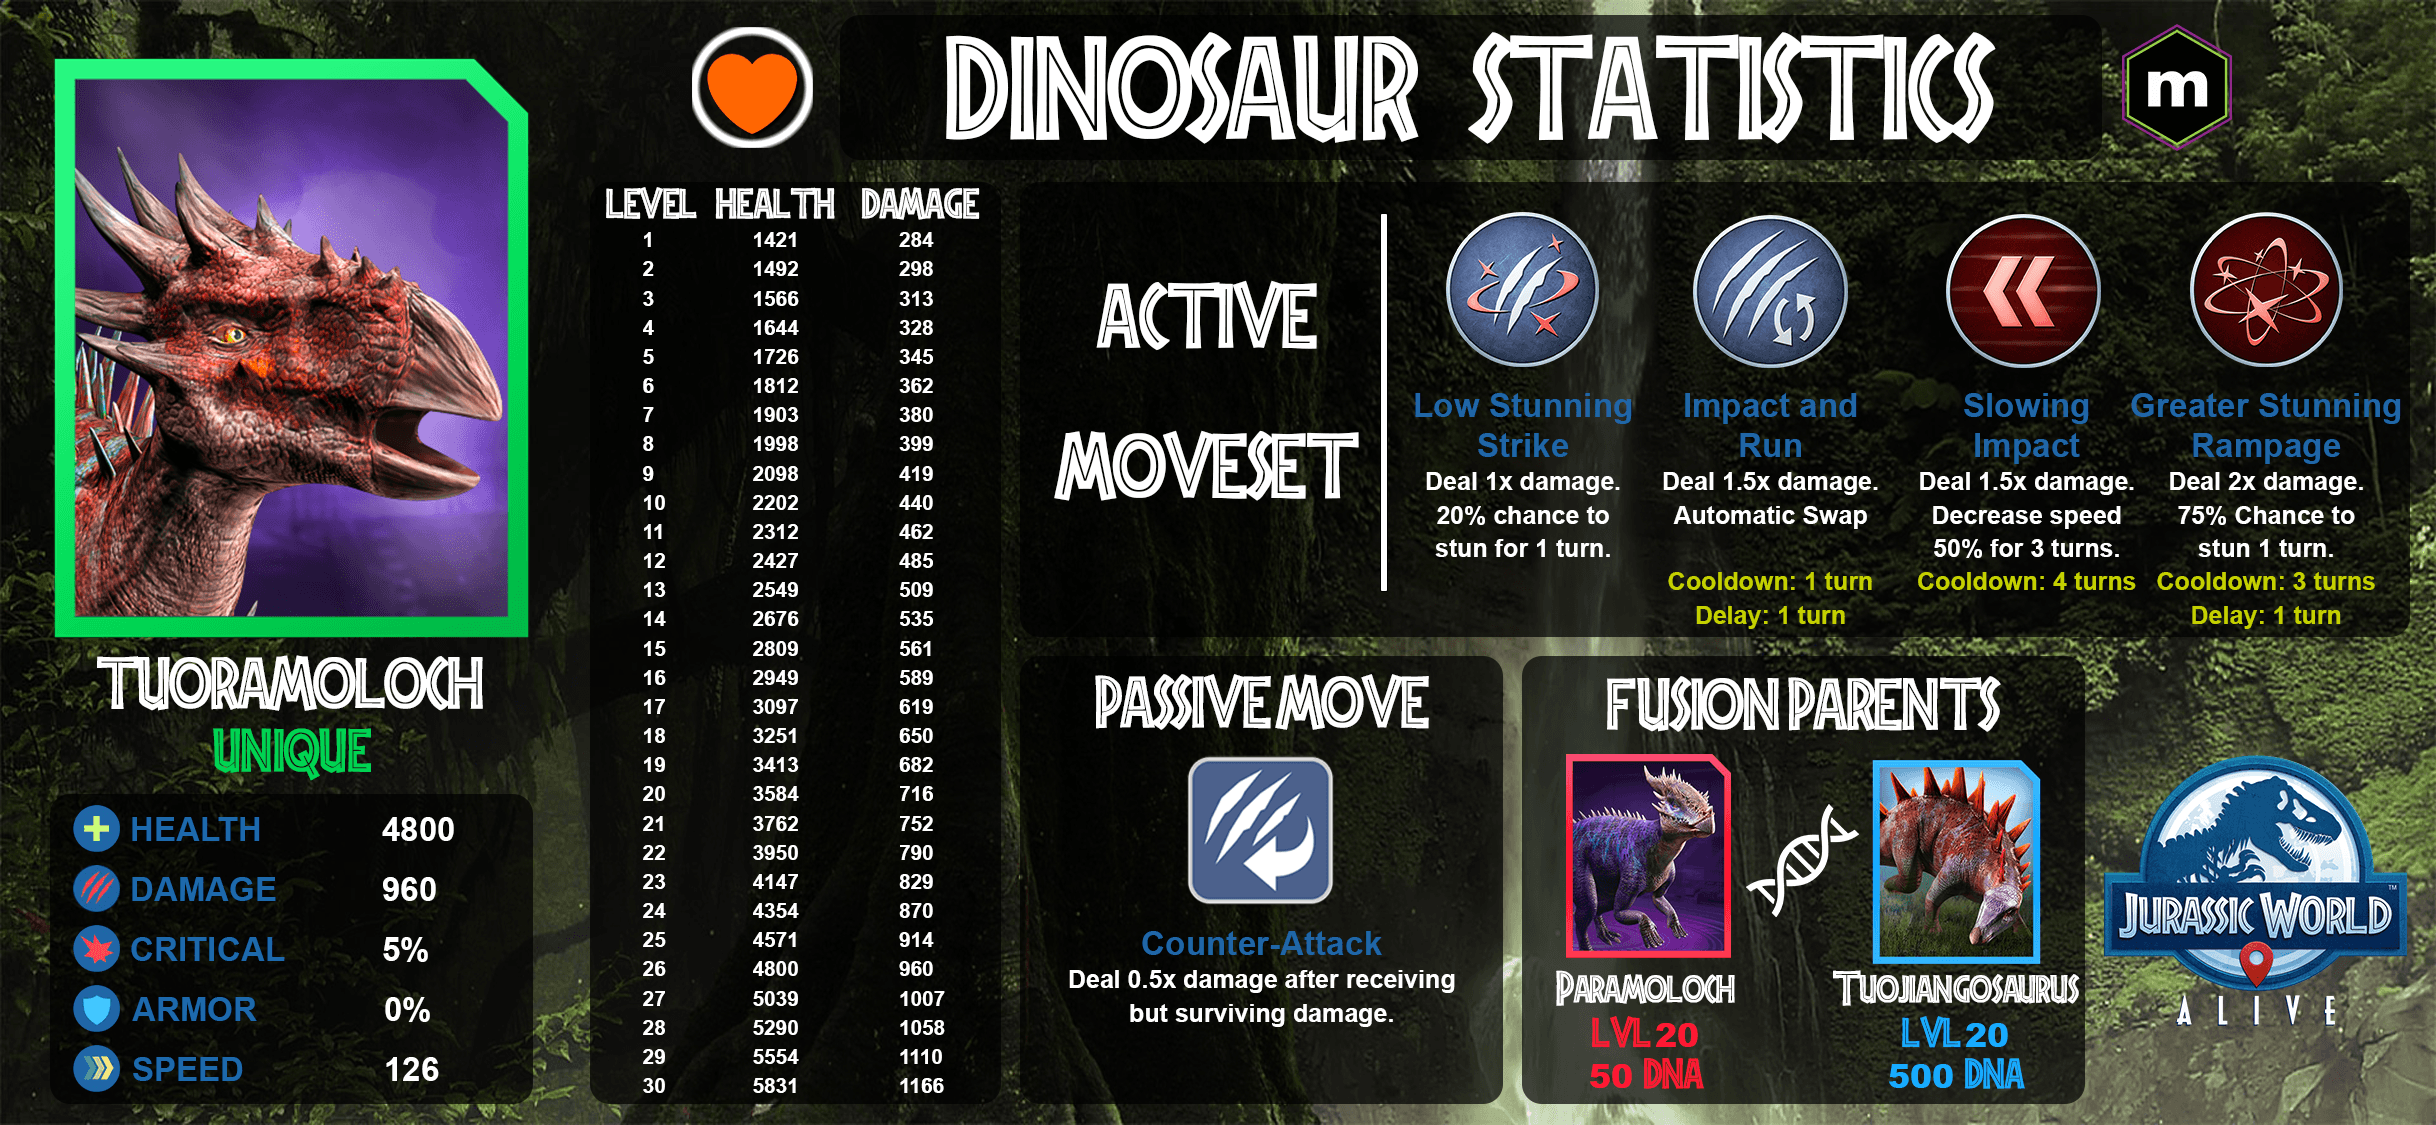 DINOSAUR STATISTICS
m
TUORAMOLOCH
UNIQUE
HEALTH 4800
DAMAGE 960
CRITICAL 5%
ARMOR 0%
SPEED 126
LEVEL HEALTH DAMAGE
1 1421 284
2 1492 298
3 1566 313
4 1644 328
5 1726 345
6 1812 362
7 1903 380
8 1998 399
9 2098 419
10 2202 440
11 2312 462
12 2427 485
13 2549 509
14 2676 535
15 2809 561
16 2949 589
17 3097 619
18 3251 650
19 3413 682
20 3584 716
21 3762 752
22 3950 790
23 4147 829
24 4354 870
25 4571 914
26 4800 960
27 5039 1007
28 5290 1058
29 5554 1110
30 5831 1166
ACTIVE
MOVESET
Low Stunning
Strike
Deal 1x damage.
20% chance to
stun for 1 turn.
Impact and
Run
Deal 1.5x damage.
Automatic Swap
Cooldown: 1 turn
Delay: 1 turn
Slowing
Impact
Deal 1.5x damage.
Decrease speed
50% for 3 turns.
Cooldown: 4 turns
Greater Stunning
Rampage
Deal 2x damage.
75% Chance to
stun 1 turn.
Cooldown: 3 turns
Delay: 1 turn
PASSIVE MOVE
Counter-Attack
Deal 0.5x damage after receiving
but surviving damage.
FUSION PARENTS
PARAMOLOCH
LVL 20
50 DNA
TUOJIANGOSAURUS
LVL 20
500 DNA
JURASSIC WORLD™
ALIVE